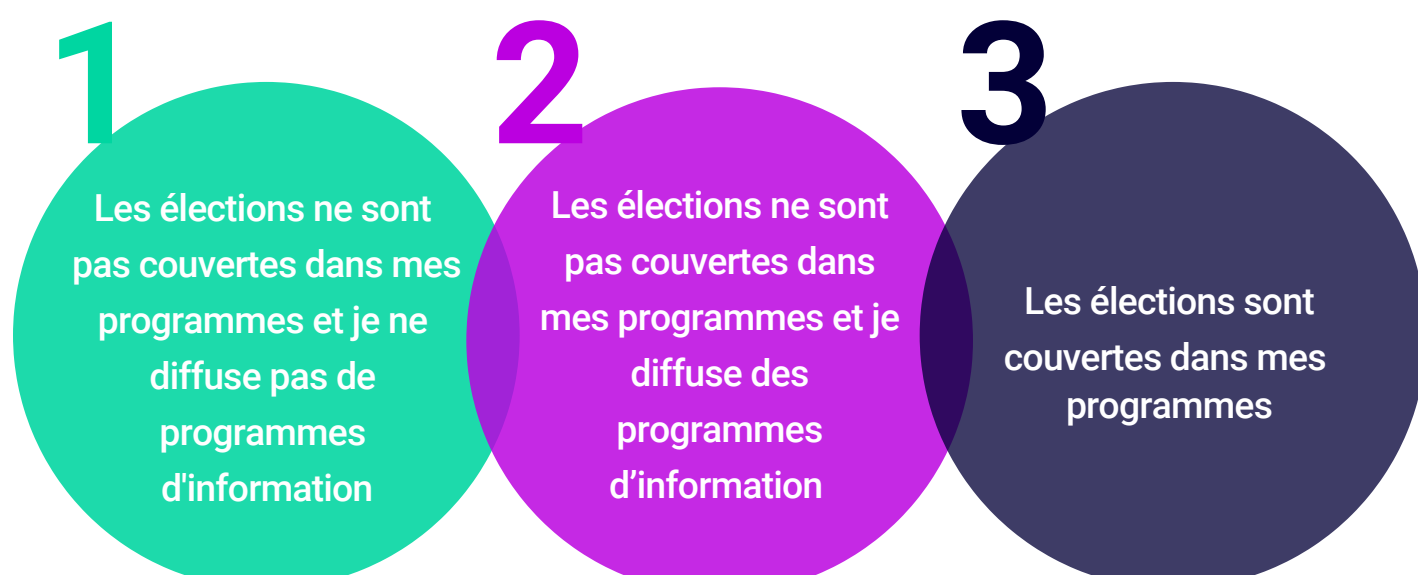 1
Les élections ne sont
pas couvertes dans mes
programmes et je ne
diffuse pas de
programmes
d'information
2
Les élections ne sont
pas couvertes dans
mes programmes et je
diffuse des
programmes
d’information
3
Les élections sont
couvertes dans mes
programmes